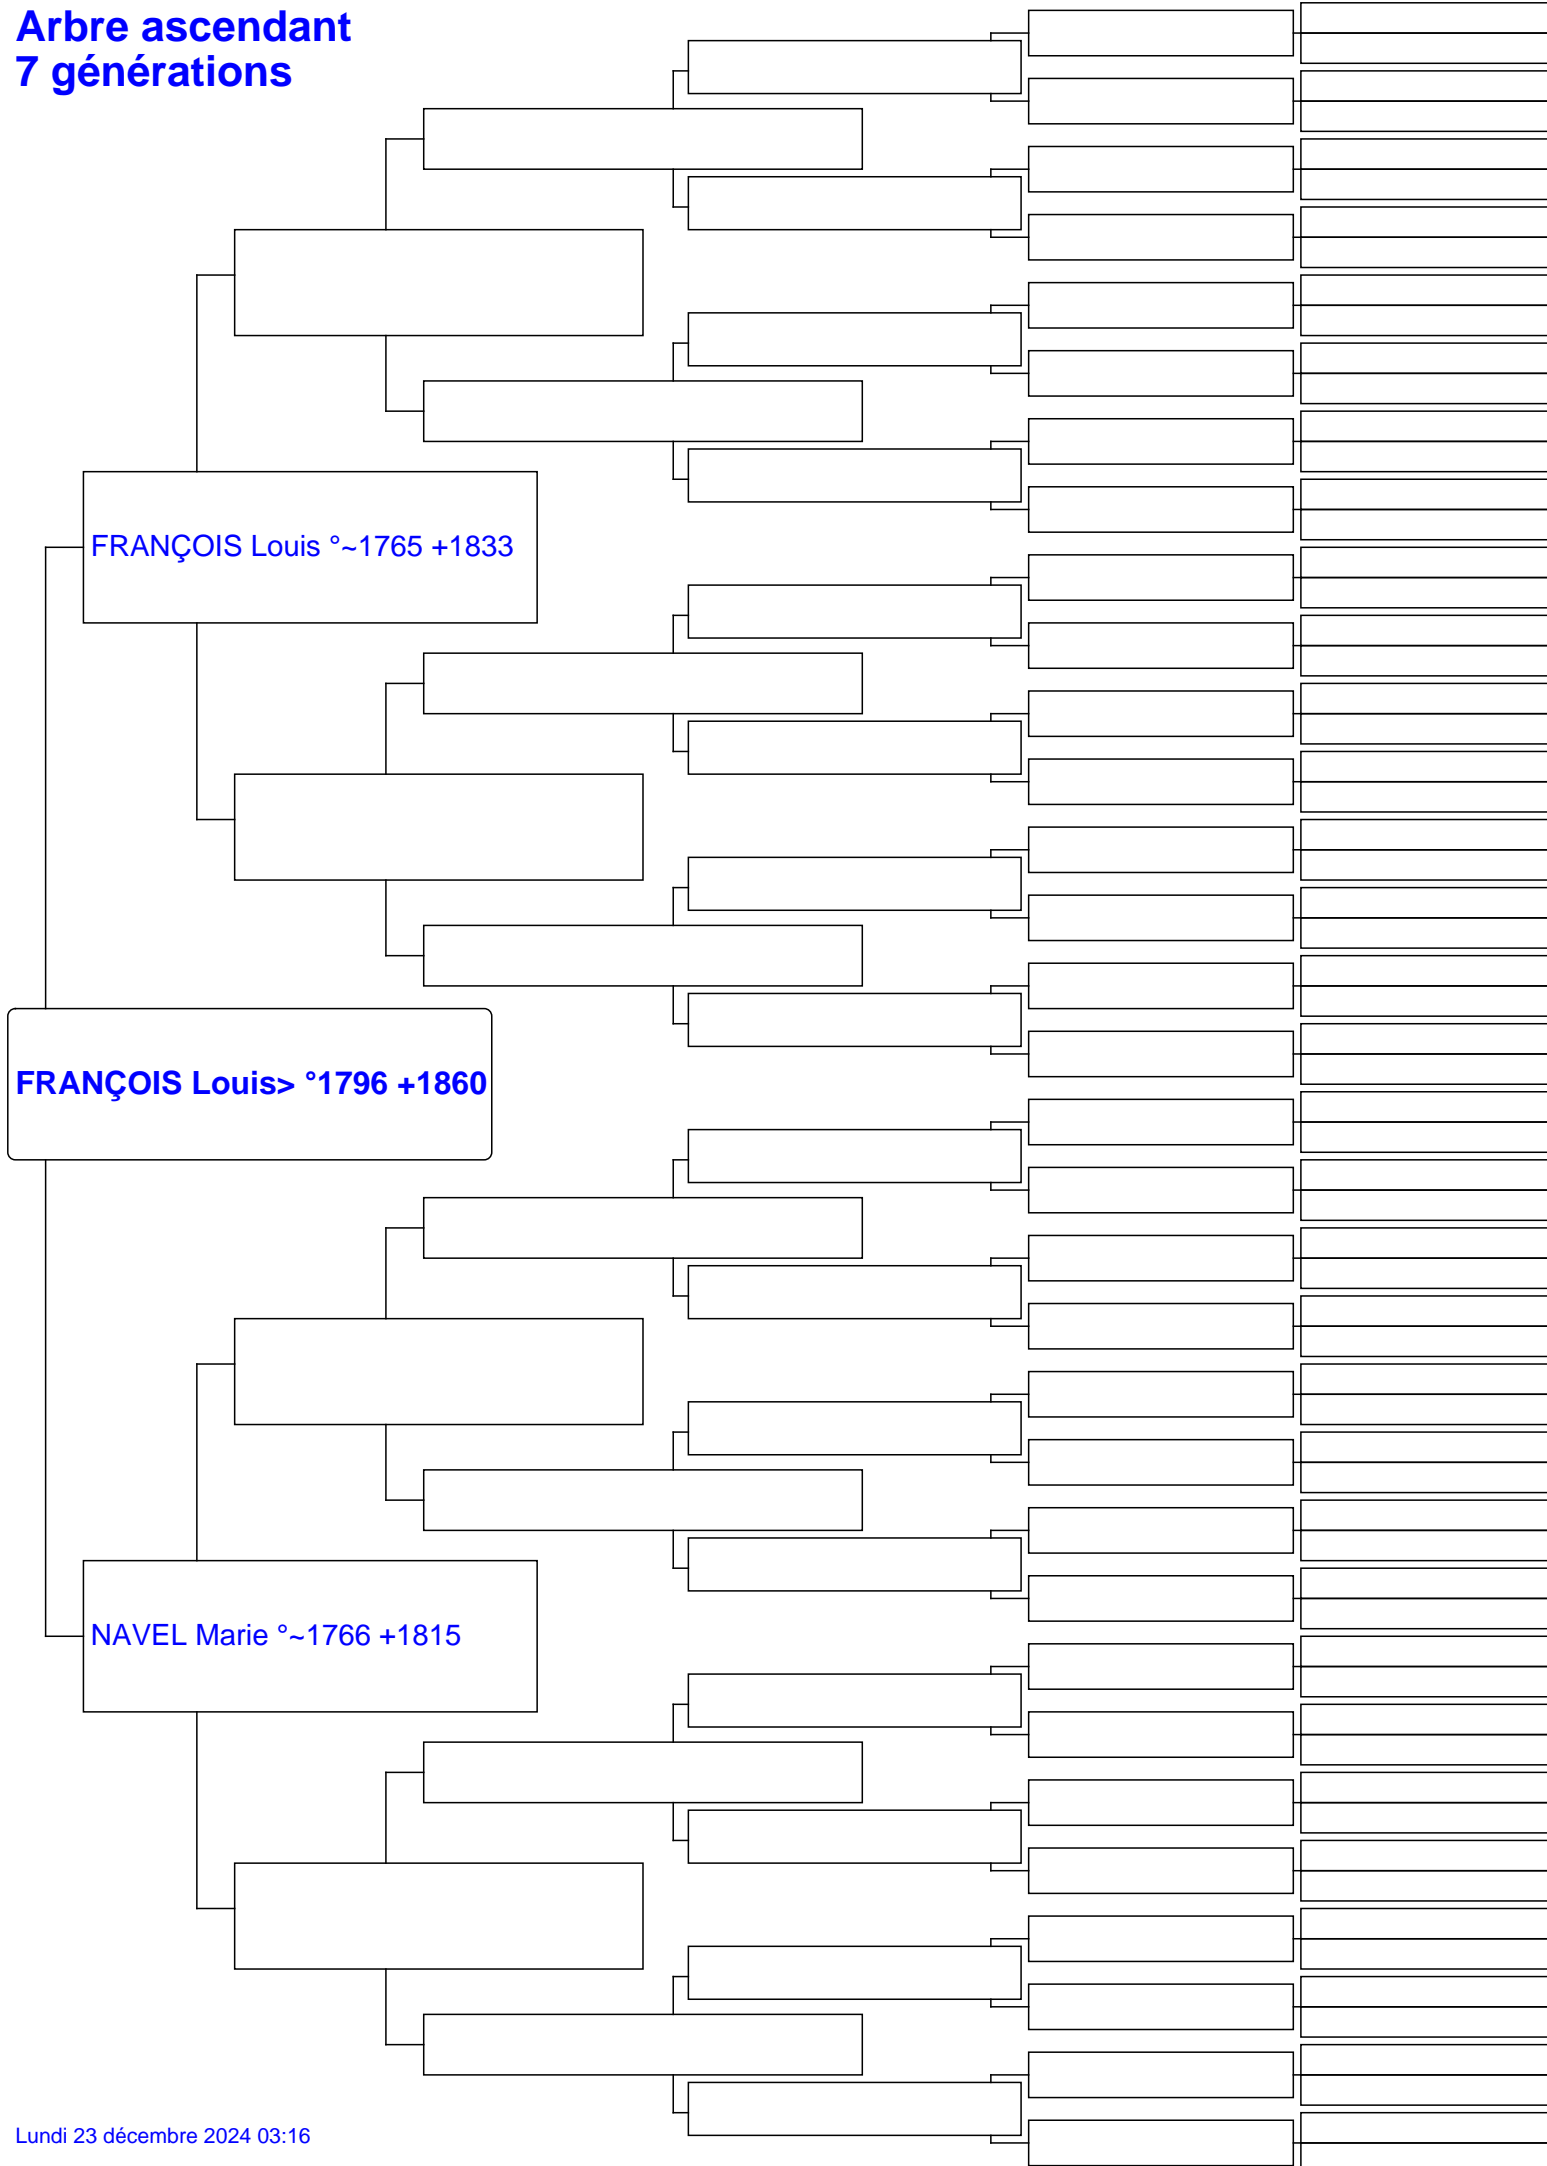 Arbre ascendant
7 générations
FRANÇOIS Louis °~1765 +1833
FRANÇOIS Louis> °1796 +1860
NAVEL Marie °~1766 +1815
Lundi 23 décembre 2024 03:16